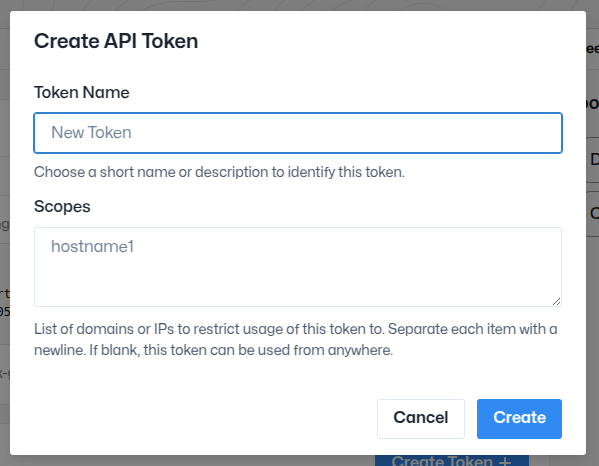 Create API Token
Token Name
New Token
Choose a short name or description to identify this token.
Scopes
hostname1
List of domains or IPs to restrict usage of this token to. Separate each item with a
newline. If blank, this token can be used from anywhere.
Cancel
Create
Create Token +